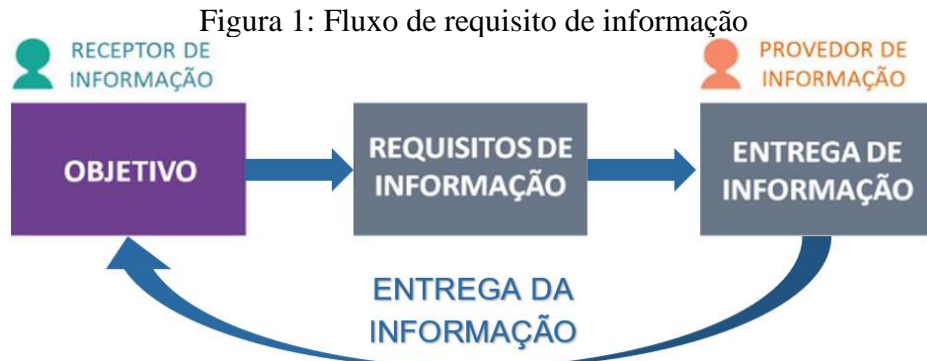 Figura 1: Fluxo de requisito de informação
RECEPTOR DE
INFORMAÇÃO
PROVEDOR DE
INFORMAÇÃO
OBJETIVO
REQUISITOS DE
INFORMAÇÃO
ENTREGA DE
INFORMAÇÃO
ENTREGA DA
INFORMAÇÃO